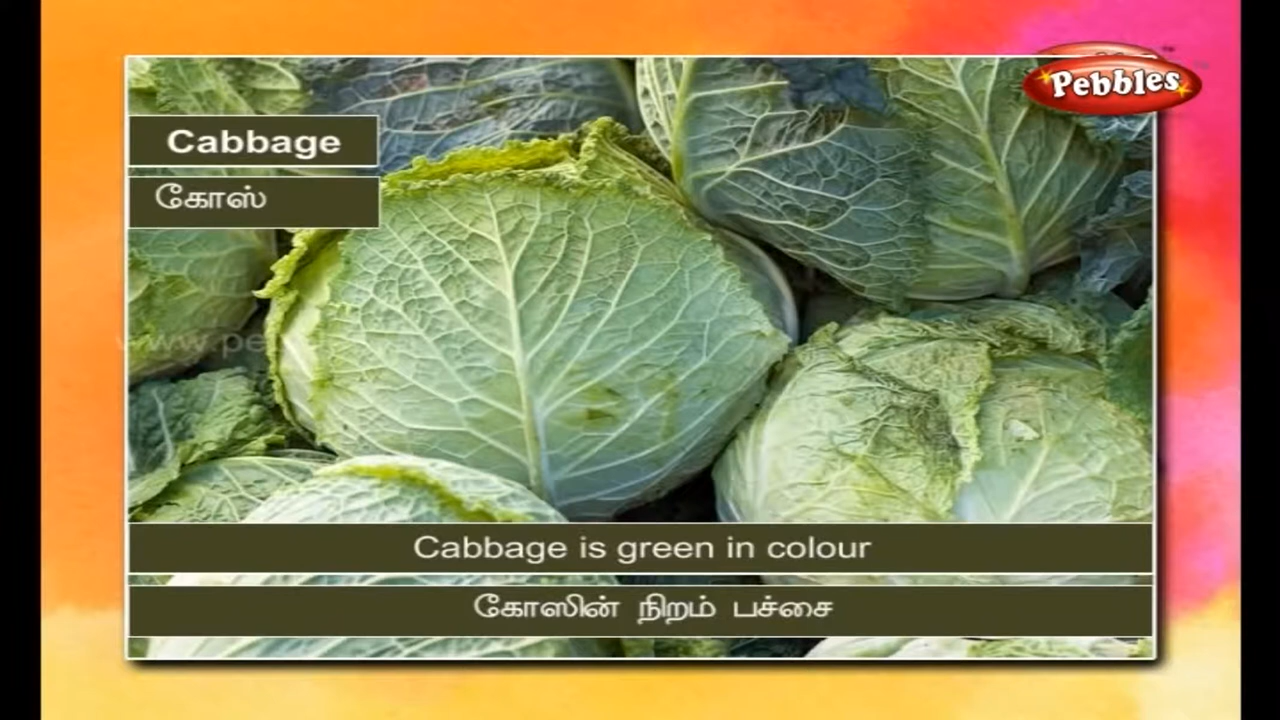 Pebbles
Cabbage
கோஸ்
Cabbage is green in colour
கோஸின் நிறம் பச்சை